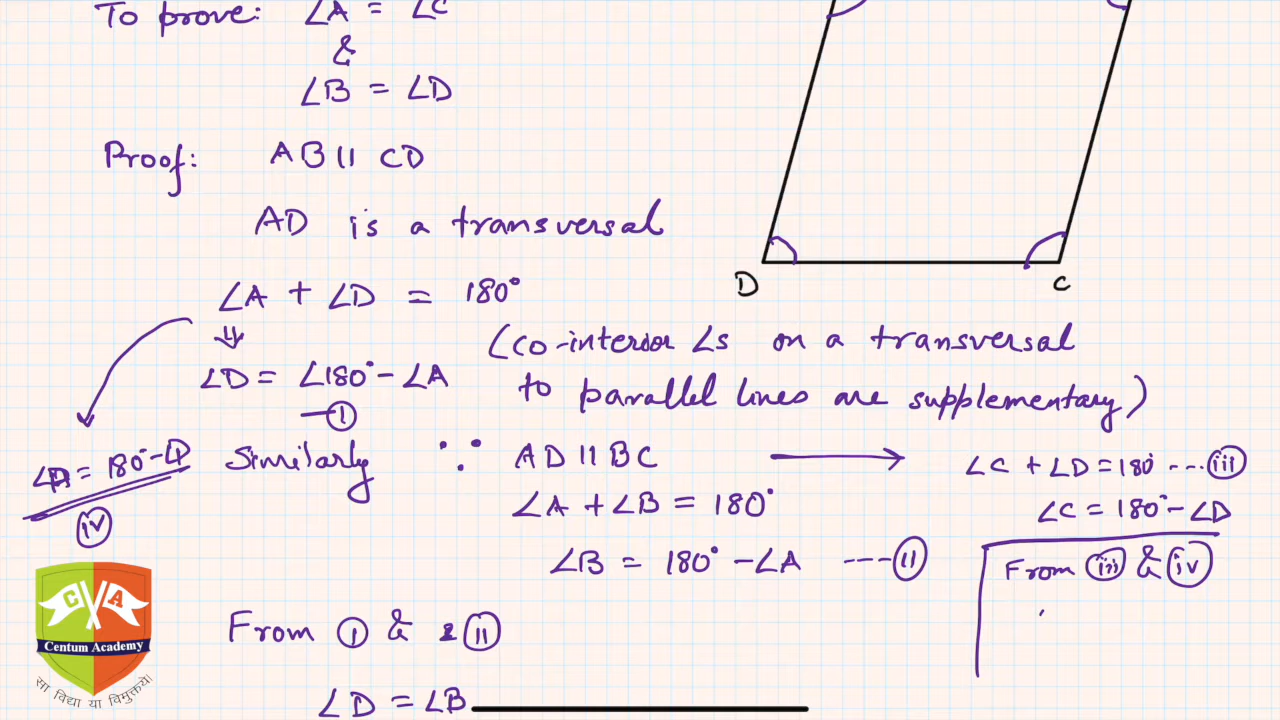 To prove: ∠A = ∠C
&
∠B = ∠D
Proof: AB || CD
AD is a transversal
∠A + ∠D = 180°
(co-interior ∠s on a transversal
to parallel lines are supplementary)
⇓
∠D = ∠180° - ∠A
— i
∠A = 180° - ∠D
iv
Similarly ∵ AD || BC
∠A + ∠B = 180°
∠B = 180° - ∠A ---- ii
→ ∠C + ∠D = 180° --- iii
∠C = 180° - ∠D
From iii & iv
From i & ii
∠D = ∠B
D
C
C A
Centum Academy
सा विद्या या विमुक्तये।